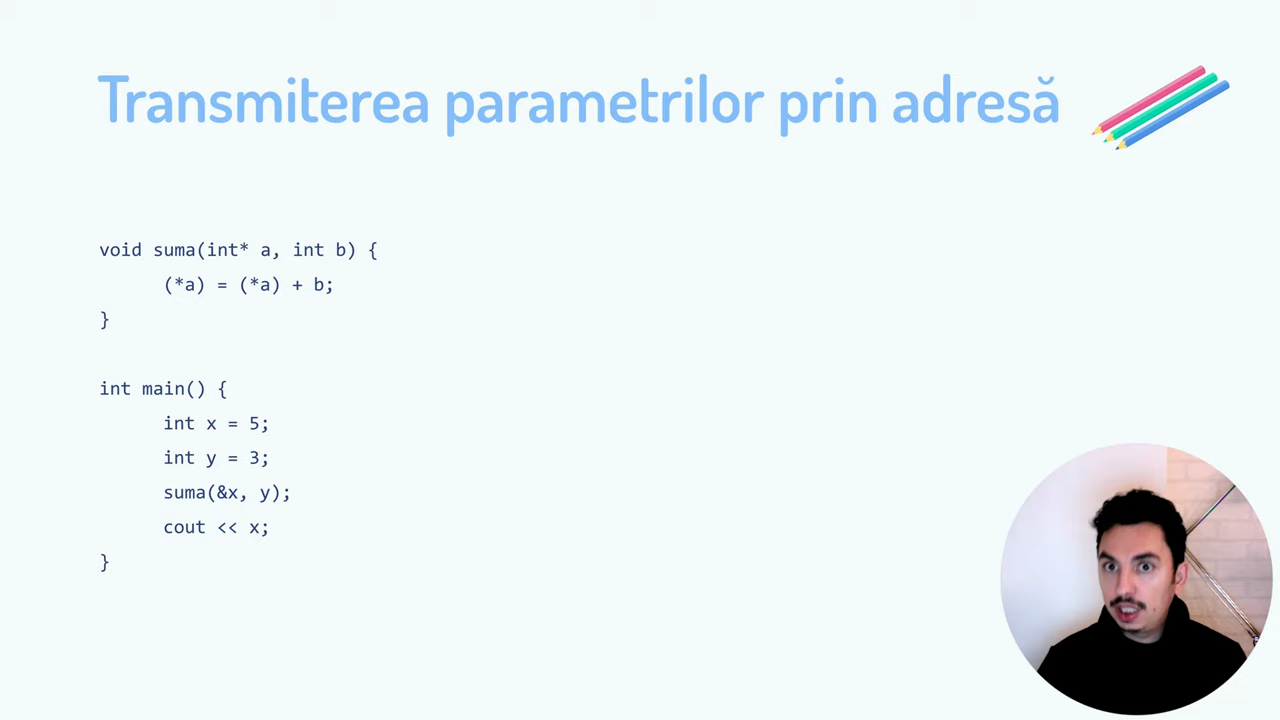 Transmiterea parametrilor prin adresă
void suma(int* a, int b) {
(*a) = (*a) + b;
}
int main() {
int x = 5;
int y = 3;
suma(&x, y);
cout << x;
}